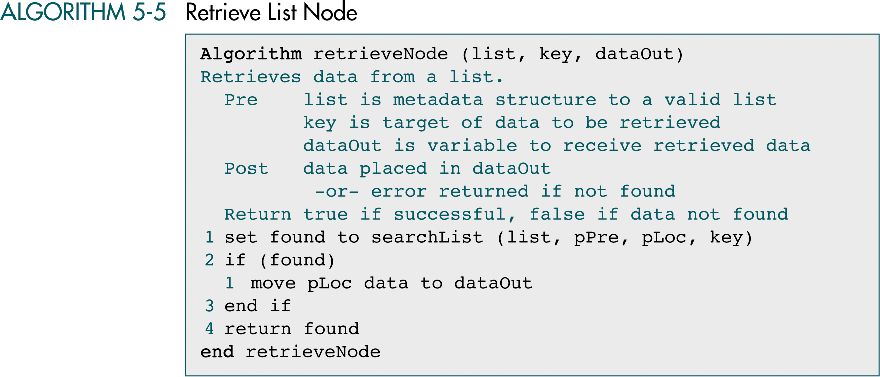 ALGORITHM 5-5 Retrieve List Node
Algorithm retrieveNode (list, key, dataOut)
Retrieves data from a list.
Pre list is metadata structure to a valid list
key is target of data to be retrieved
dataOut is variable to receive retrieved data
Post data placed in dataOut
-or- error returned if not found
Return true if successful, false if data not found
1 set found to searchList (list, pPre, pLoc, key)
2 if (found)
1 move pLoc data to dataOut
3 end if
4 return found
end retrieveNode